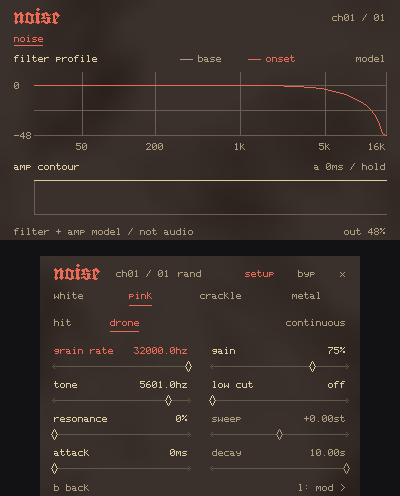 noise ch01 / 01
noise
filter profile base onset model
0
-48
50 200 1k 5k 16k
amp contour a 0ms / hold
filter + amp model / not audio out 48%
noise ch01 / 01 rand setup byp x
white pink crackle metal
hit drone continuous
grain rate 32000.0hz gain 75%
tone 5601.0hz low cut off
resonance 0% sweep +0.00st
attack 0ms decay 10.00s
b back l: mod >